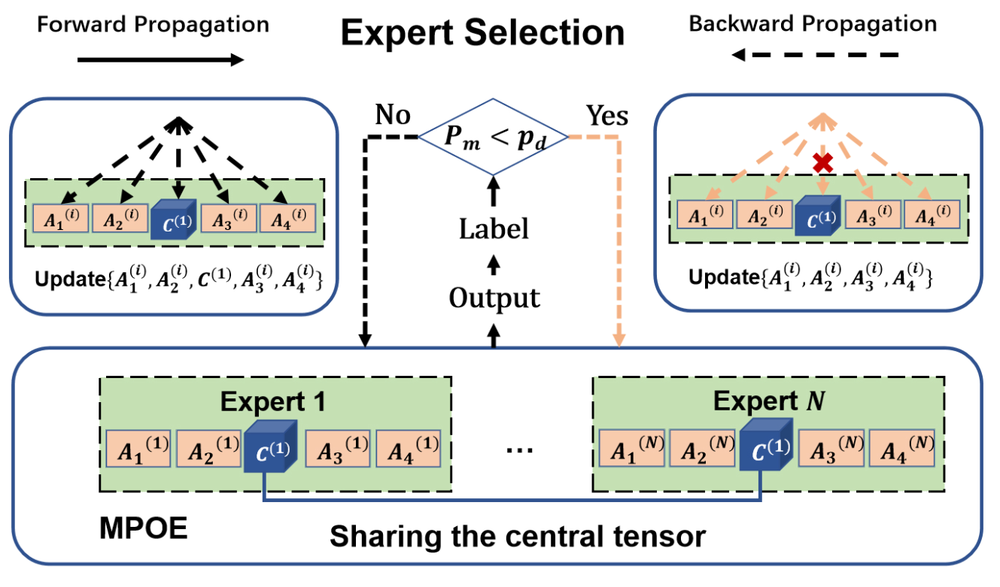 Forward Propagation
Expert Selection
Backward Propagation
No
Yes
P_m < p_d
A_1^(i) A_2^(i) C^(1) A_3^(i) A_4^(i)
Update{A_1^(i), A_2^(i), C^(1), A_3^(i), A_4^(i)}
A_1^(i) A_2^(i) C^(1) A_3^(i) A_4^(i)
Update{A_1^(i), A_2^(i), A_3^(i), A_4^(i)}
Label
Output
Expert 1
A_1^(1) A_2^(1) C^(1) A_3^(1) A_4^(1)
...
Expert N
A_1^(N) A_2^(N) C^(1) A_3^(N) A_4^(N)
MPOE
Sharing the central tensor